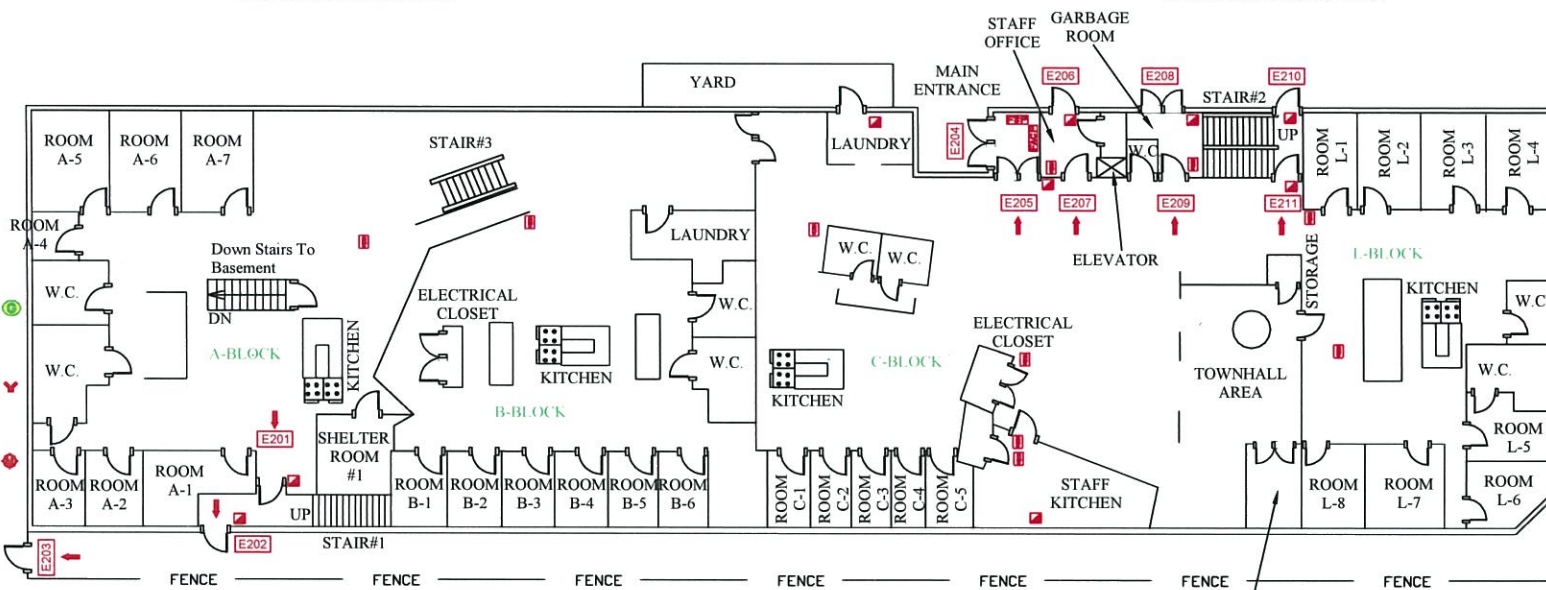 YARD
MAIN
ENTRANCE
STAFF
OFFICE
GARBAGE
ROOM
E206
E208
E210
STAIR#2
E204
UP
W.C.
LAUNDRY
STAIR#3
ROOM
A-5
ROOM
A-6
ROOM
A-7
ROOM
A-4
ROOM
L-1
ROOM
L-2
ROOM
L-3
ROOM
L-4
E205
E207
E209
E211
ELEVATOR
LAUNDRY
W.C.
W.C.
Down Stairs To
Basement
DN
W.C.
W.C.
A-BLOCK
KITCHEN
ELECTRICAL
CLOSET
KITCHEN
B-BLOCK
W.C.
W.C.
KITCHEN
C-BLOCK
ELECTRICAL
CLOSET
TOWNHALL
AREA
STORAGE
L-BLOCK
KITCHEN
W.C
W.C.
ROOM
L-5
ROOM
L-6
G
Y
E201
SHELTER
ROOM
#1
ROOM
A-3
ROOM
A-2
ROOM
A-1
UP
STAIR#1
E202
E203
ROOM
B-1
ROOM
B-2
ROOM
B-3
ROOM
B-4
ROOM
B-5
ROOM
B-6
ROOM
C-1
ROOM
C-2
ROOM
C-3
ROOM
C-4
ROOM
C-5
STAFF
KITCHEN
ROOM
L-8
ROOM
L-7
FENCE
FENCE
FENCE
FENCE
FENCE
FENCE
FENCE